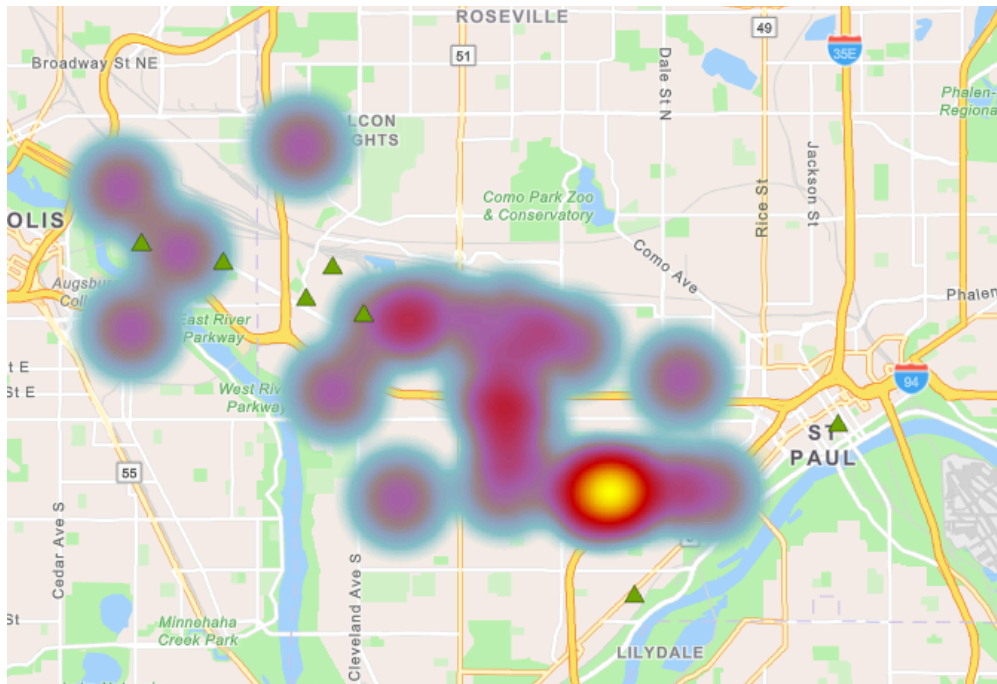 ROSEVILLE
49
51
35E
Broadway St NE
Dale St N
Phalen-
Regiona
LCON
GHTS
Jackson St
Como Park Zoo
& Conservatory
Rice St
OLIS
Como Ave
Augsbu
Coll
Phalen
East River
Parkway
t E
St E
West Riv
Parkway
94
ST
PAUL
55
Cedar Ave S
Cleveland Ave S
St
Minnehaha
Creek Park
LILYDALE